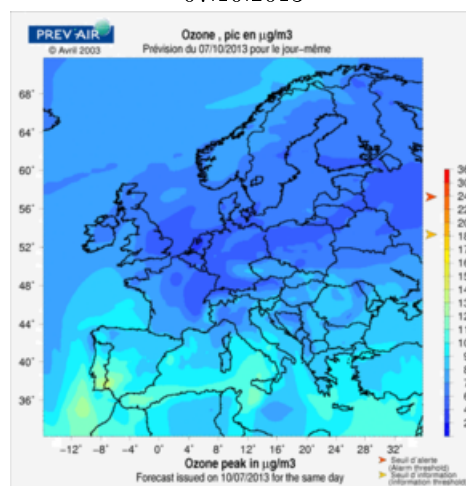 PREV'AIR
© Avril 2003
Ozone , pic en µg/m3
Prévision du 07/10/2013 pour le jour-même
68°
64°
60°
56°
52°
48°
44°
40°
36°
−12° −8° −4° 0° 4° 8° 12° 16° 20° 24° 28° 32°
Ozone peak in µg/m3
Forecast issued on 10/07/2013 for the same day
Seuil d'alerte
(Alarm threshold)
Seuil d'information
(Information threshold)